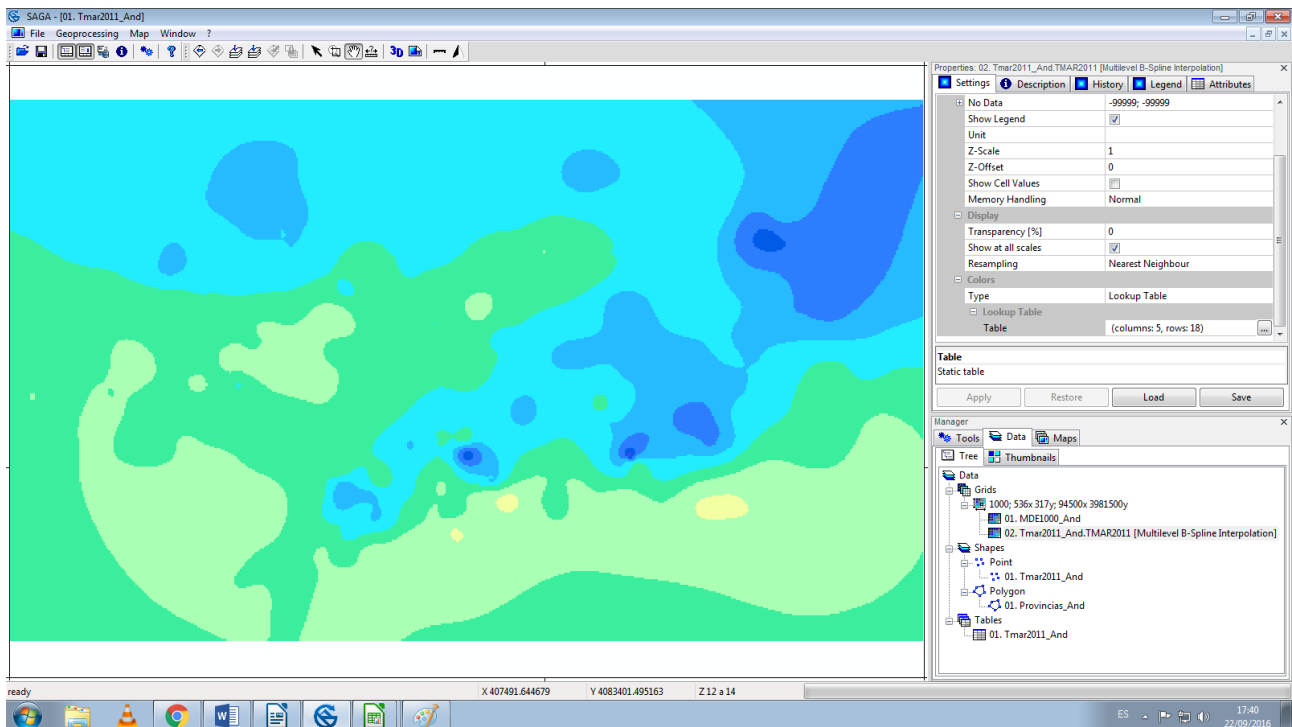 SAGA - [01. Tmar2011_And]
File Geoprocessing Map Window ?
3D
Properties: 02. Tmar2011_And.TMAR2011 [Multilevel B-Spline Interpolation]
Settings Description History Legend Attributes
No Data -99999; -99999
Show Legend
Unit
Z-Scale 1
Z-Offset 0
Show Cell Values
Memory Handling Normal
Display
Transparency [%] 0
Show at all scales
Resampling Nearest Neighbour
Colors
Type Lookup Table
Lookup Table
Table (columns: 5, rows: 18) ...
Table
Static table
Apply Restore Load Save
Manager
Tools Data Maps
Tree Thumbnails
Data
Grids
1000; 536x 317y; 94500x 3981500y
01. MDE1000_And
02. Tmar2011_And.TMAR2011 [Multilevel B-Spline Interpolation]
Shapes
Point
01. Tmar2011_And
Polygon
01. Provincias_And
Tables
01. Tmar2011_And
ready X 407491.644679 Y 4083401.495163 Z 12 a 14
ES 17:40
22/09/2016